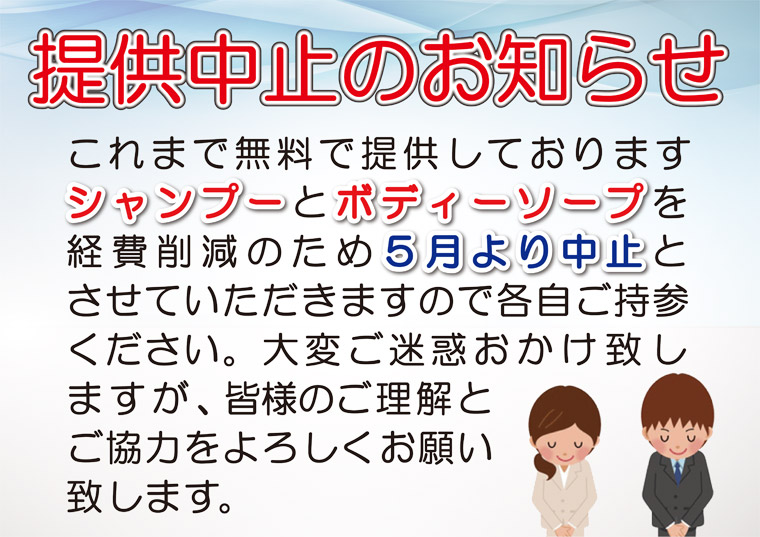 提供中止のお知らせ
これまで無料で提供しております
シャンプーとボディーソープを
経費削減のため５月より中止と
させていただきますので各自ご持参
ください。大変ご迷惑おかけ致し
ますが、皆様のご理解と
ご協力をよろしくお願い
致します。